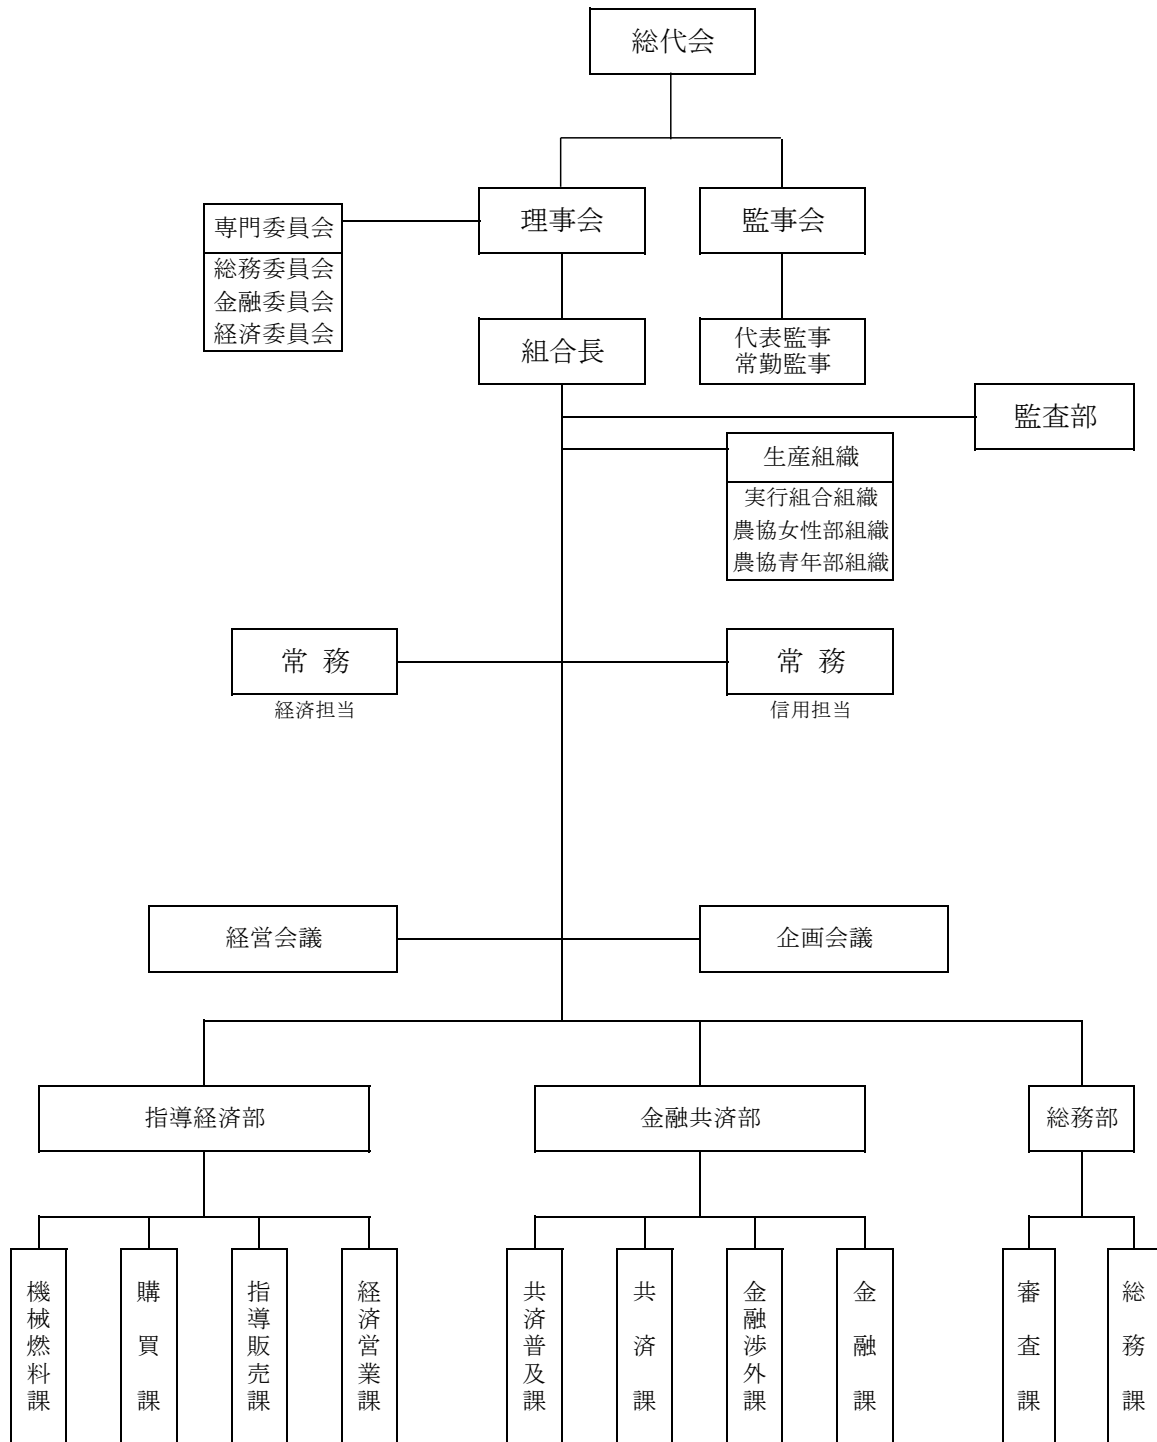 総代会
理事会
監事会
専門委員会
総務委員会
金融委員会
経済委員会
組合長
代表監事
常勤監事
監査部
生産組織
実行組合組織
農協女性部組織
農協青年部組織
常 務
経済担当
常 務
信用担当
経営会議
企画会議
指導経済部
金融共済部
総務部
機械燃料課
購買課
指導販売課
経済営業課
共済普及課
共済課
金融渉外課
金融課
審査課
総務課